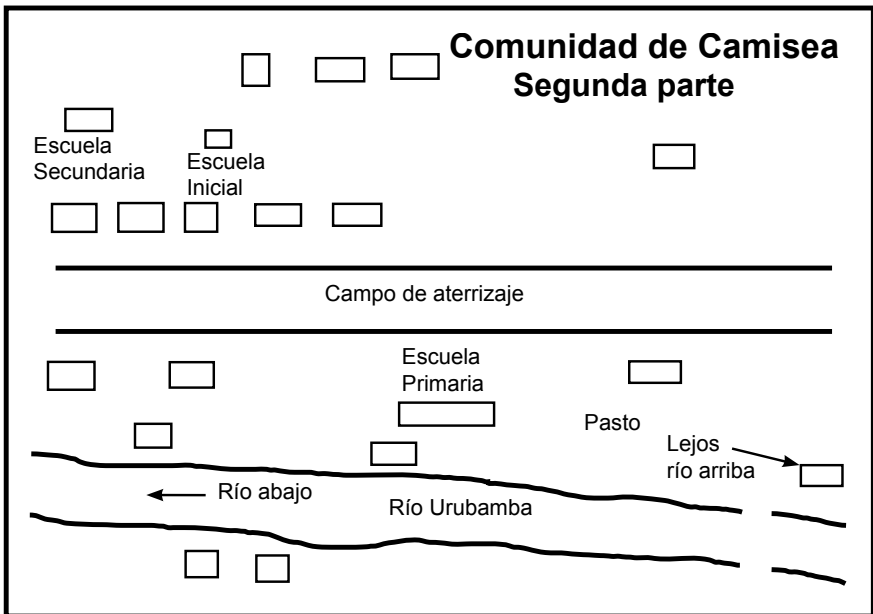 Comunidad de Camisea
Segunda parte
Escuela
Secundaria
Escuela
Inicial
Campo de aterrizaje
Escuela
Primaria
Pasto
Lejos
río arriba
Río abajo
Río Urubamba